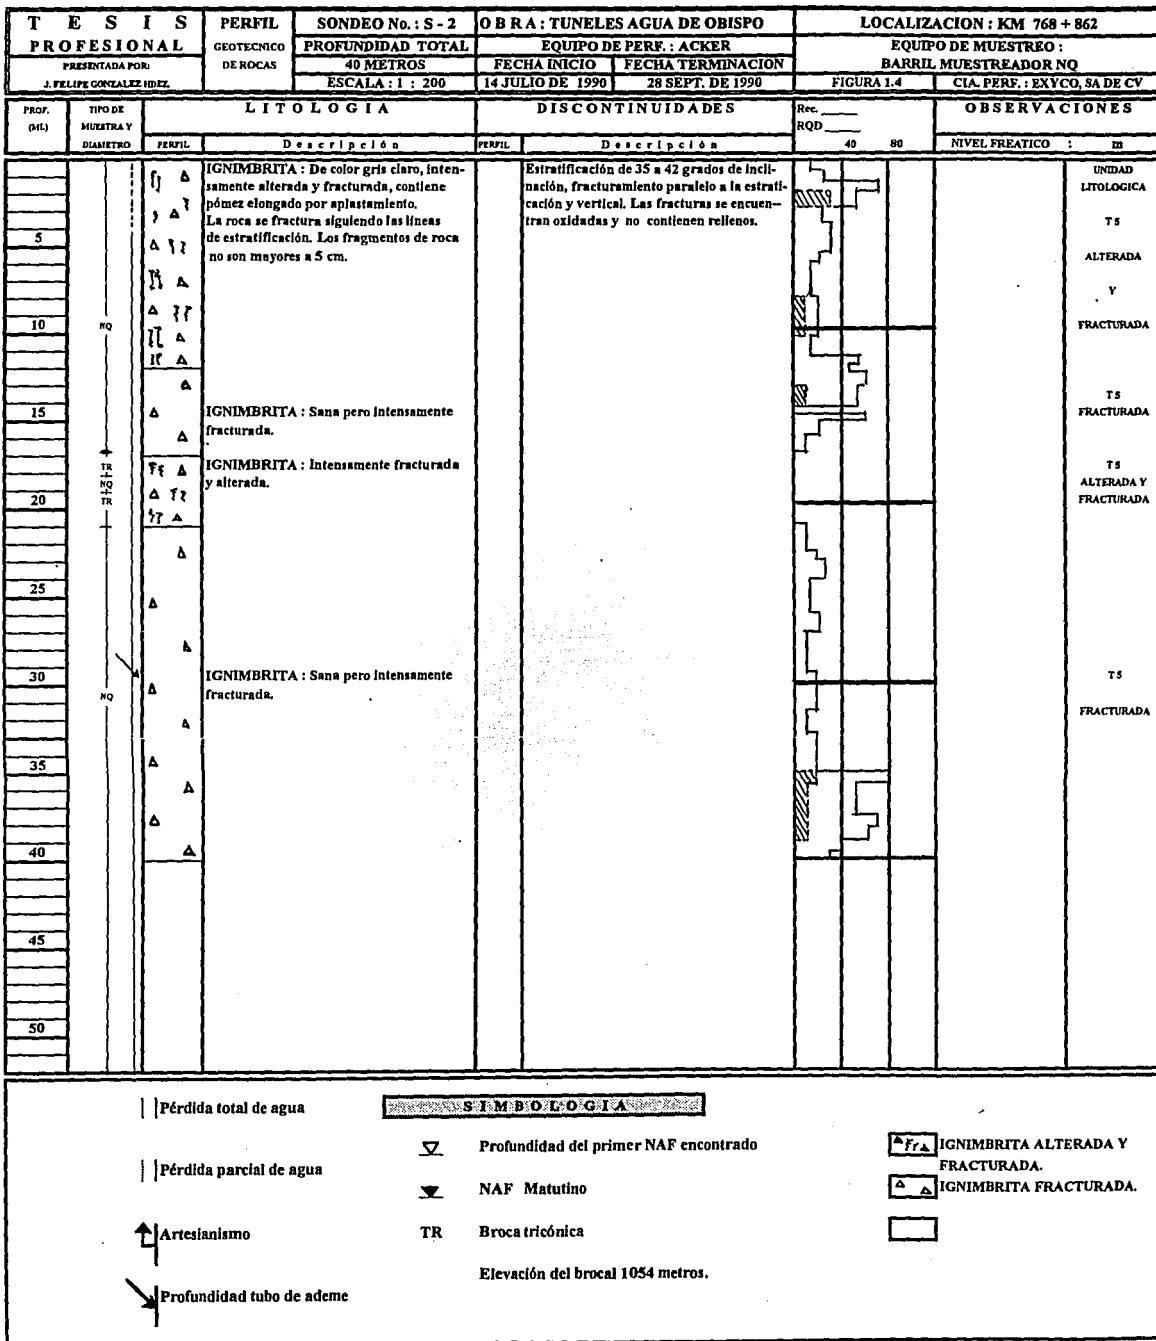 T E S I S
PROFESIONAL
PRESENTADA POR:
J. FELIPE GONZALEZ HDEZ.
PERFIL
GEOTECNICO
DE ROCAS
SONDEO No. : S - 2
PROFUNDIDAD TOTAL
40 METROS
ESCALA : 1 : 200
O B R A : TUNELES AGUA DE OBISPO
EQUIPO DE PERF. : ACKER
FECHA INICIO
FECHA TERMINACION
14 JULIO DE 1990
28 SEPT. DE 1990
LOCALIZACION : KM 768 + 862
EQUIPO DE MUESTREO :
BARRIL MUESTREADOR NQ
FIGURA 1.4
CIA. PERF. : EXYCO, SA DE CV
PROF.
(ML)
TIPO DE
MUESTRA Y
DIAMETRO
L I T O L O G I A
PERFIL
Descripción
DISCONTINUIDADES
PERFIL
Descripción
Rec. ____
RQD ____
40 80
OBSERVACIONES
NIVEL FREATICO : m
IGNIMBRITA : De color gris claro, inten-
samente alterada y fracturada, contiene
pómez elongado por aplastamiento.
La roca se fractura siguiendo las líneas
de estratificación. Los fragmentos de roca
no son mayores a 5 cm.
Estratificación de 35 a 42 grados de incli-
nación, fracturamiento paralelo a la estrati-
cación y vertical. Las fracturas se encuen-
tran oxidadas y no contienen rellenos.
UNIDAD
LITOLOGICA
T5
ALTERADA
Y
FRACTURADA
5
10
NQ
15
IGNIMBRITA : Sana pero intensamente
fracturada.
T5
FRACTURADA
TR
NQ
TR
IGNIMBRITA : Intensamente fracturada
y alterada.
T5
ALTERADA Y
FRACTURADA
20
25
30
NQ
IGNIMBRITA : Sana pero intensamente
fracturada.
T5
FRACTURADA
35
40
45
50
SIMBOLOGIA
Pérdida total de agua
Pérdida parcial de agua
Artesianismo
Profundidad tubo de ademe
Profundidad del primer NAF encontrado
NAF Matutino
TR Broca tricónica
Elevación del brocal 1054 metros.
IGNIMBRITA ALTERADA Y
FRACTURADA.
IGNIMBRITA FRACTURADA.